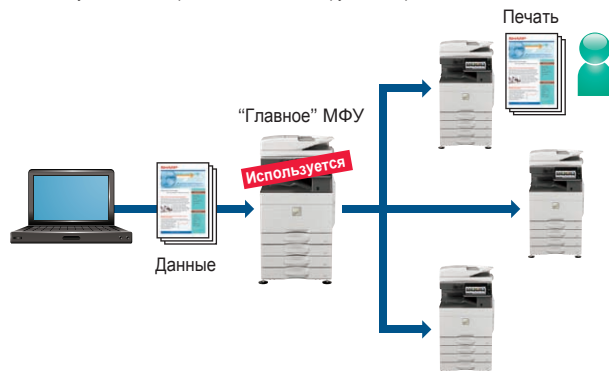 Печать
“Главное” МФУ
Используется
Данные